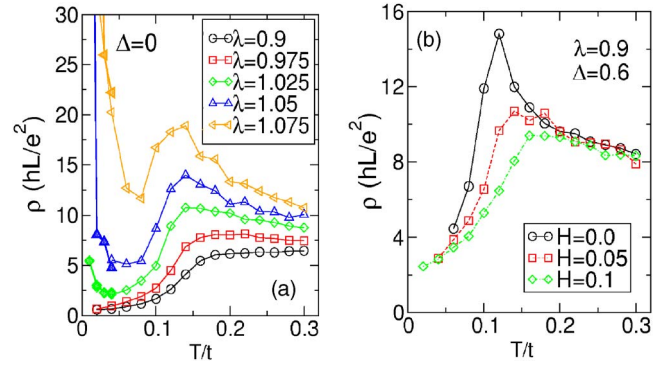 30
25
20
15
10
5
0
ρ (hL/e²)
Δ=0
λ=0.9
λ=0.975
λ=1.025
λ=1.05
λ=1.075
(a)
0 0.1 0.2 0.3
T/t
16
12
8
4
0
ρ (hL/e²)
(b)
λ=0.9
Δ=0.6
H=0.0
H=0.05
H=0.1
0 0.1 0.2 0.3
T/t